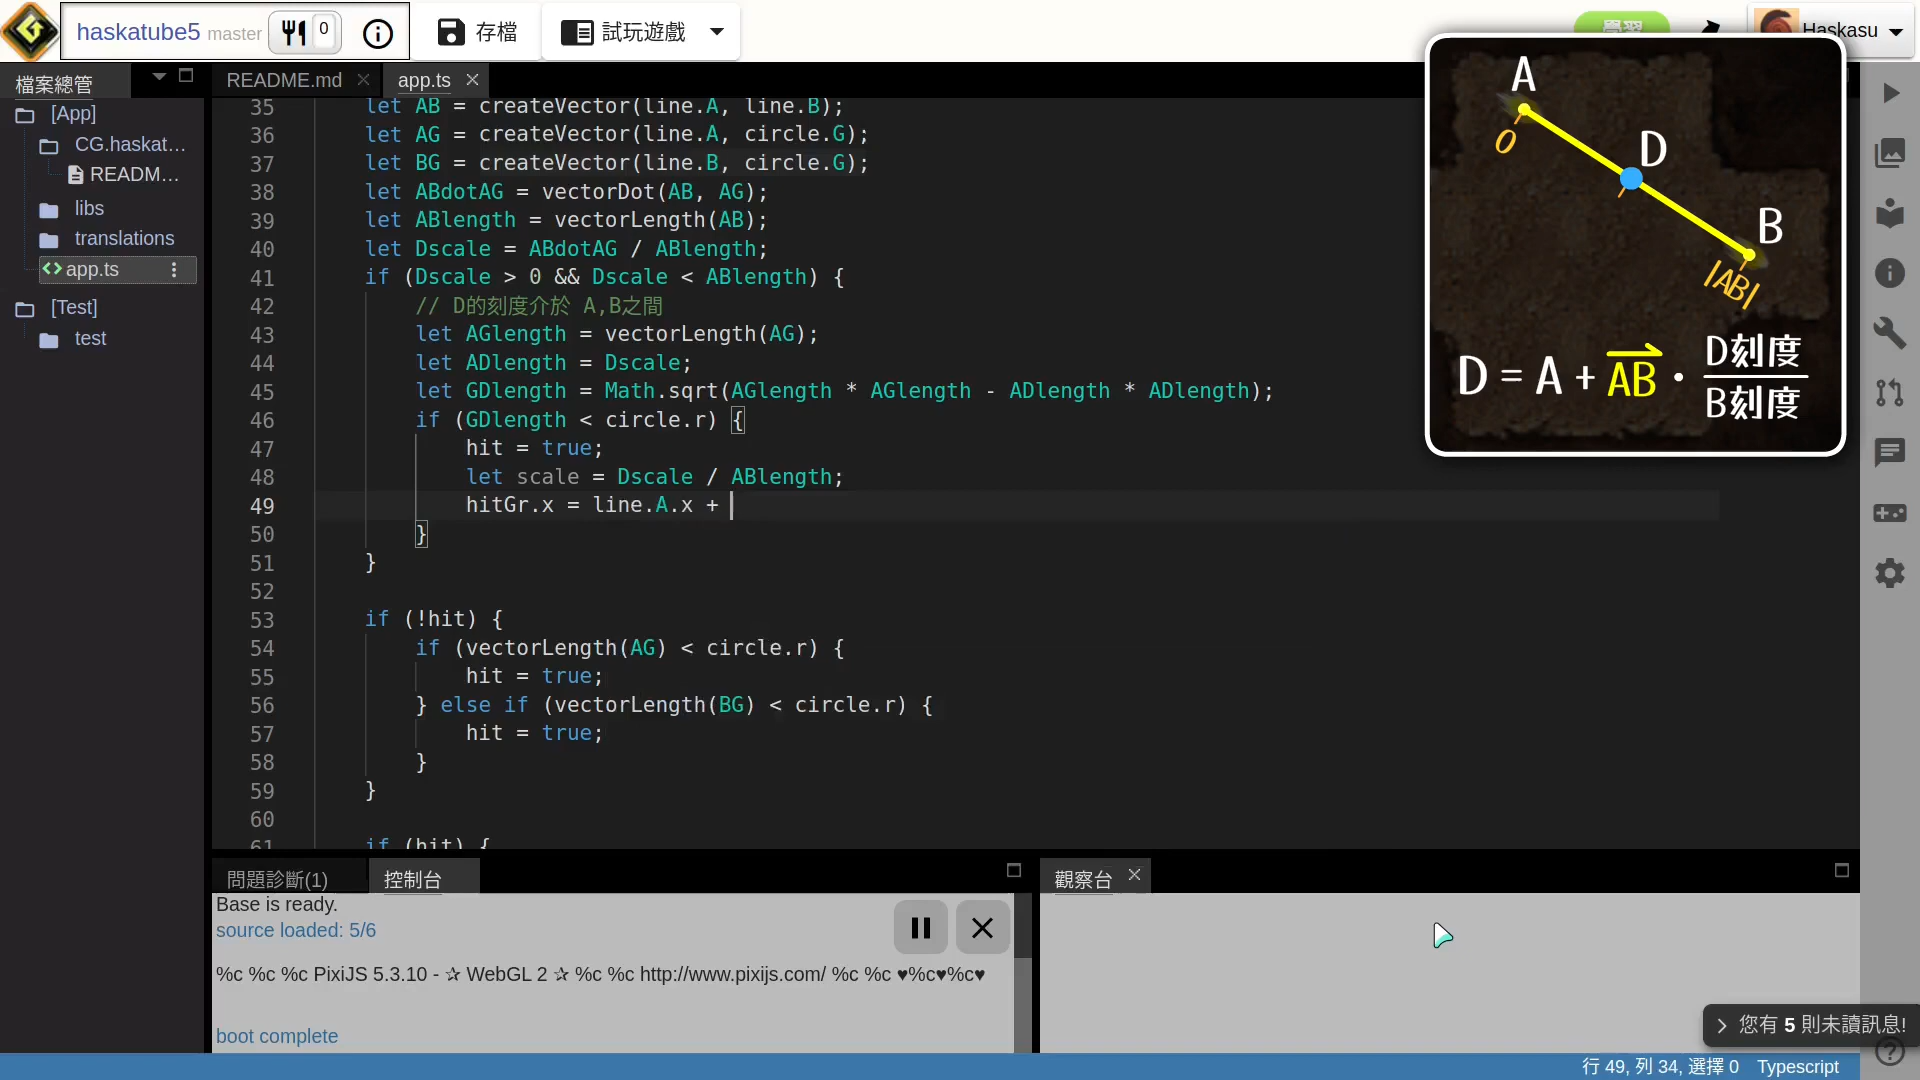 haskatube5 master
0
存檔
試玩遊戲
Haskasu
檔案總管
README.md
app.ts
[App]
CG.haskat...
READM...
libs
translations
app.ts
[Test]
test
35 let AB = createVector(line.A, line.B);
36 let AG = createVector(line.A, circle.G);
37 let BG = createVector(line.B, circle.G);
38 let ABdotAG = vectorDot(AB, AG);
39 let ABlength = vectorLength(AB);
40 let Dscale = ABdotAG / ABlength;
41 if (Dscale > 0 && Dscale < ABlength) {
42 // D的刻度介於 A,B之間
43 let AGlength = vectorLength(AG);
44 let ADlength = Dscale;
45 let GDlength = Math.sqrt(AGlength * AGlength - ADlength * ADlength);
46 if (GDlength < circle.r) {
47 hit = true;
48 let scale = Dscale / ABlength;
49 hitGr.x = line.A.x +
50 }
51 }
52
53 if (!hit) {
54 if (vectorLength(AG) < circle.r) {
55 hit = true;
56 } else if (vectorLength(BG) < circle.r) {
57 hit = true;
58 }
59 }
60
61 if (hit) {
A
0
D
B
|AB|
D = A + AB · D刻度
B刻度
問題診斷(1)
控制台
觀察台
Base is ready.
source loaded: 5/6
%c %c %c PixiJS 5.3.10 - ✰ WebGL 2 ✰ %c %c http://www.pixijs.com/ %c %c ♥%c♥%c♥
boot complete
您有 5 則未讀訊息!
行 49, 列 34, 選擇 0 Typescript